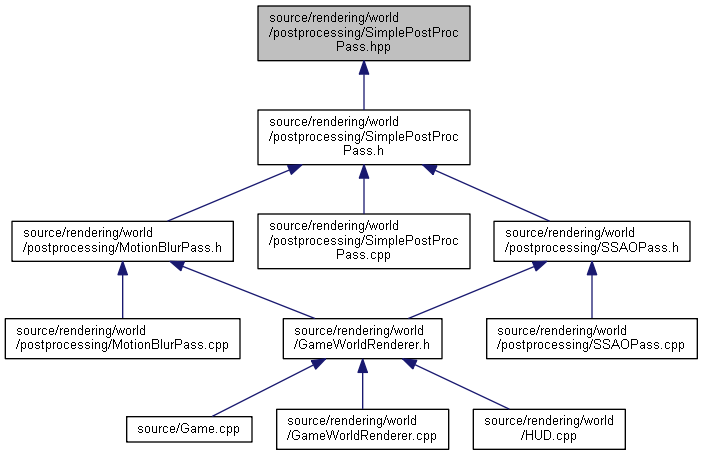 source/rendering/world
/postprocessing/SimplePostProc
Pass.hpp
source/rendering/world
/postprocessing/SimplePostProc
Pass.h
source/rendering/world
/postprocessing/MotionBlurPass.h
source/rendering/world
/postprocessing/SimplePostProc
Pass.cpp
source/rendering/world
/postprocessing/SSAOPass.h
source/rendering/world
/postprocessing/MotionBlurPass.cpp
source/rendering/world
/GameWorldRenderer.h
source/rendering/world
/postprocessing/SSAOPass.cpp
source/Game.cpp
source/rendering/world
/GameWorldRenderer.cpp
source/rendering/world
/HUD.cpp